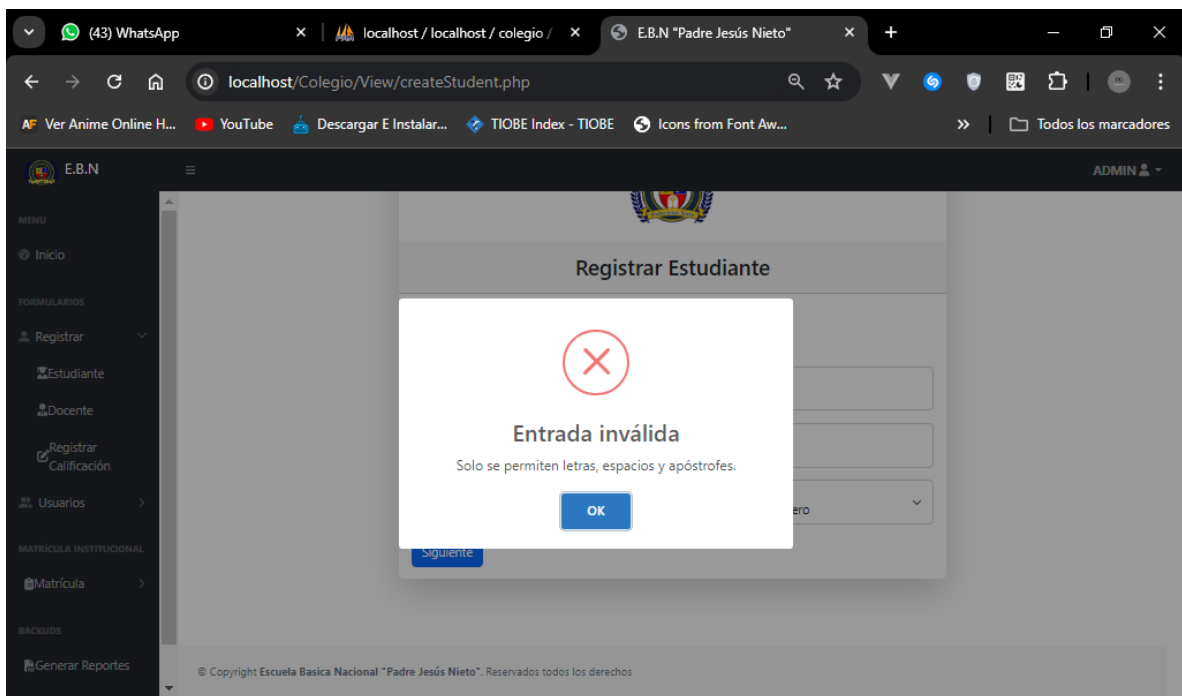 (43) WhatsApp
localhost / localhost / colegio /
E.B.N "Padre Jesús Nieto"
localhost/Colegio/View/createStudent.php
AF Ver Anime Online H...
YouTube
Descargar E Instalar...
TIOBE Index - TIOBE
Icons from Font Aw...
Todos los marcadores
E.B.N
ADMIN
MENU
Inicio
FORMULARIOS
Registrar
Estudiante
Docente
Registrar
Calificación
Usuarios
MATRÍCULA INSTITUCIONAL
Matrícula
BACKUDS
Generar Reportes
Registrar Estudiante
Entrada inválida
Solo se permiten letras, espacios y apóstrofes.
OK
ero
Siguiente
© Copyright Escuela Basica Nacional "Padre Jesús Nieto". Reservados todos los derechos